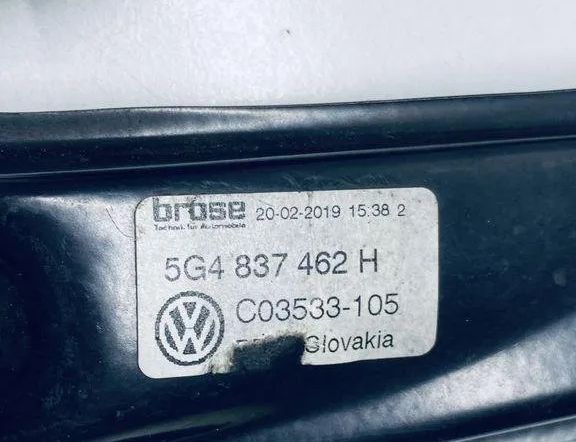 brose 20-02-2019 15:38 2
Technik für Automobile
5G4 837 462 H
C03533-105
Slovakia